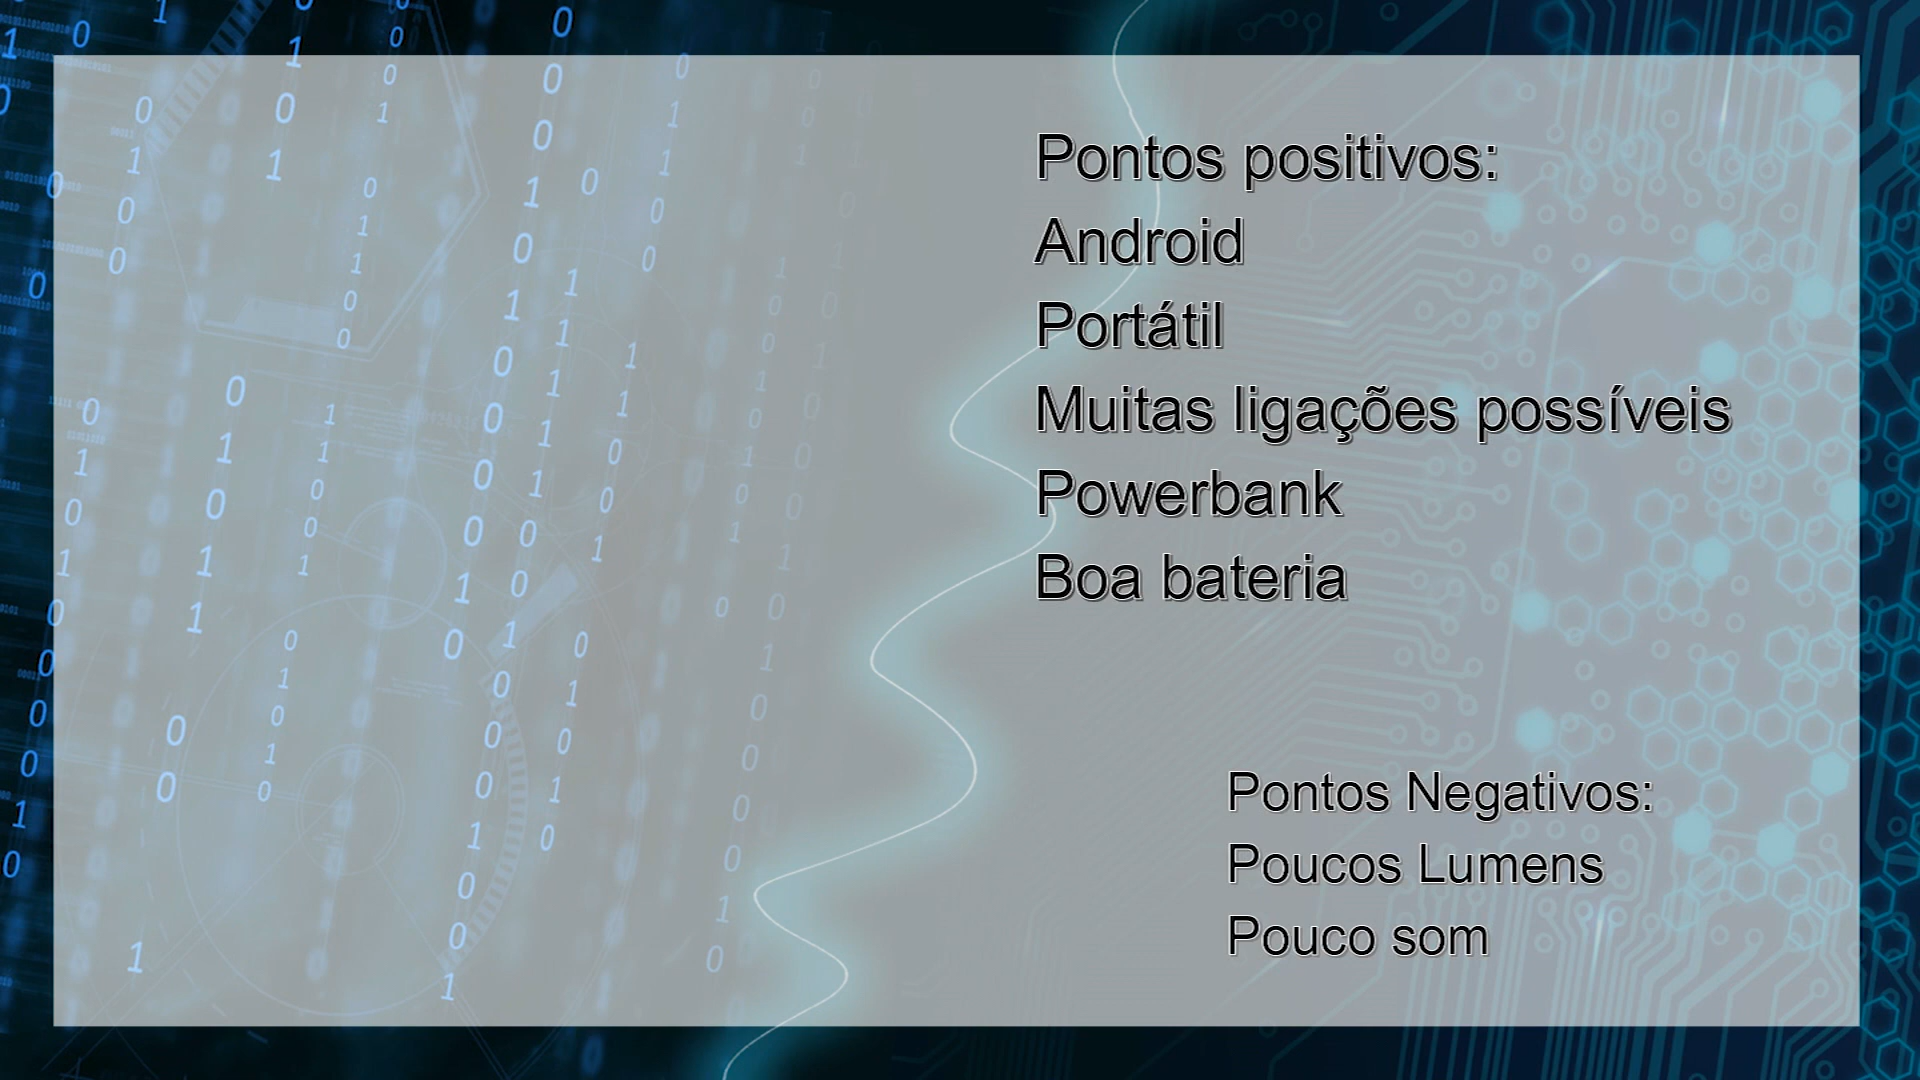 Pontos positivos:
Android
Portátil
Muitas ligações possíveis
Powerbank
Boa bateria
Pontos Negativos:
Poucos Lumens
Pouco som